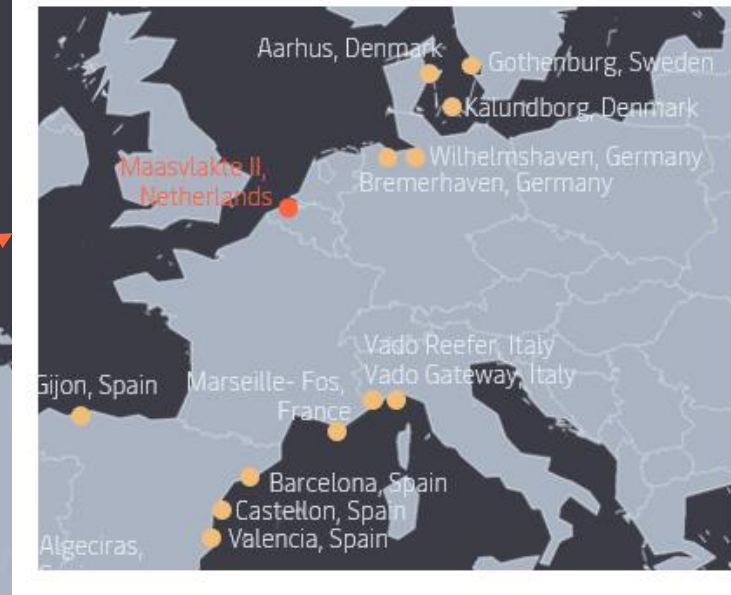 Aarhus, Denmark
Gothenburg, Sweden
Kalundborg, Denmark
Maasvlakte II,
Netherlands
Wilhelmshaven, Germany
Bremerhaven, Germany
Vado Reefer, Italy
Vado Gateway, Italy
Gijon, Spain
Marseille- Fos,
France
Barcelona, Spain
Castellon, Spain
Valencia, Spain
Algeciras,